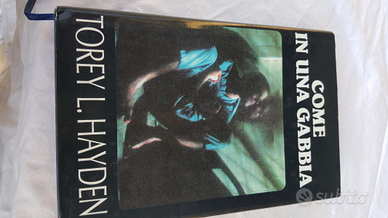 TOREY L. HAYDEN
COME
IN UNA GABBIA
subito